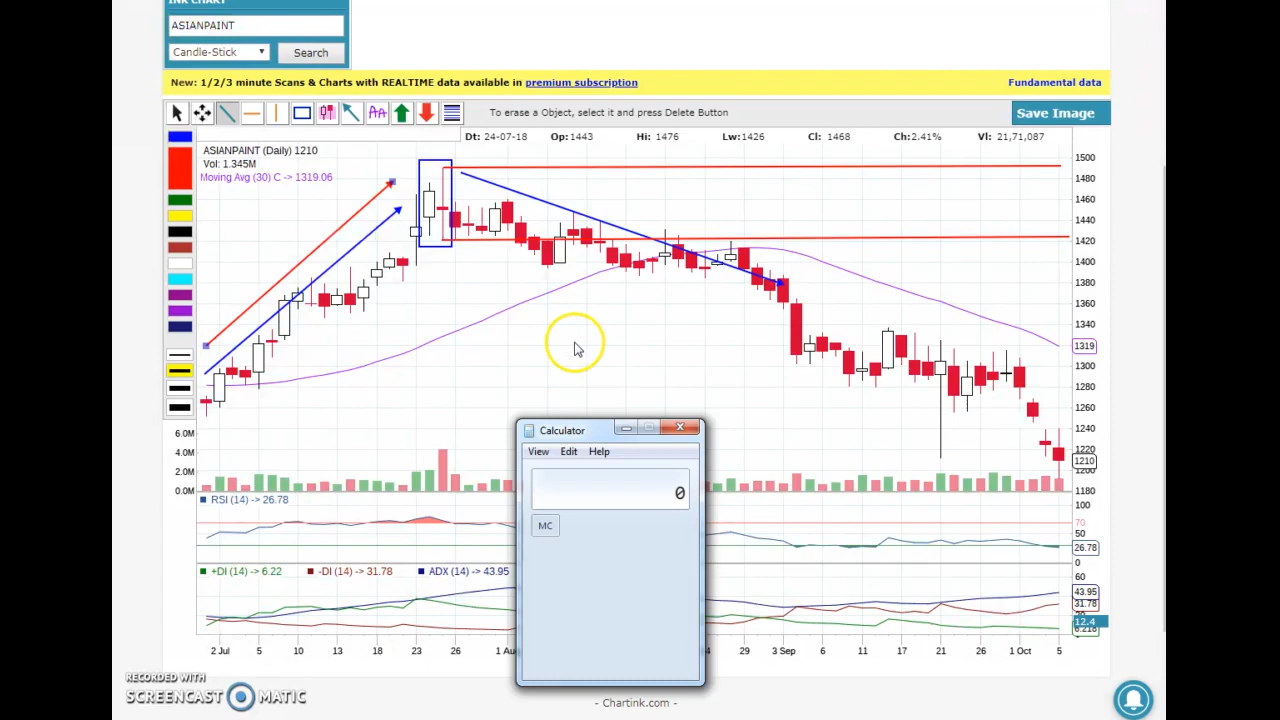 INK CHART
ASIANPAINT
Candle-Stick
Search
New: 1/2/3 minute Scans & Charts with REALTIME data available in premium subscription
Fundamental data
AA
To erase a Object, select it and press Delete Button
Save Image
Dt: 24-07-18 Op:1443 Hi: 1476 Lw:1426 Cl: 1468 Ch:2.41% Vl: 21,71,087
ASIANPAINT (Daily) 1210
Vol: 1.345M
Moving Avg (30) C -> 1319.06
1500
1480
1460
1440
1420
1400
1380
1360
1340
1319
1300
1280
1260
1240
1220
1210
1200
1180
6.0M
4.0M
2.0M
0.0M
Calculator
View Edit Help
0
MC
RSI (14) -> 26.78
100
70
50
26.78
0
+DI (14) -> 6.22 -DI (14) -> 31.78 ADX (14) -> 43.95
60
43.95
31.78
12.4
2 Jul 5 10 13 18 23 26 1 Aug 29 3 Sep 6 11 17 21 26 1 Oct 5
RECORDED WITH
SCREENCAST MATIC
- Chartink.com -